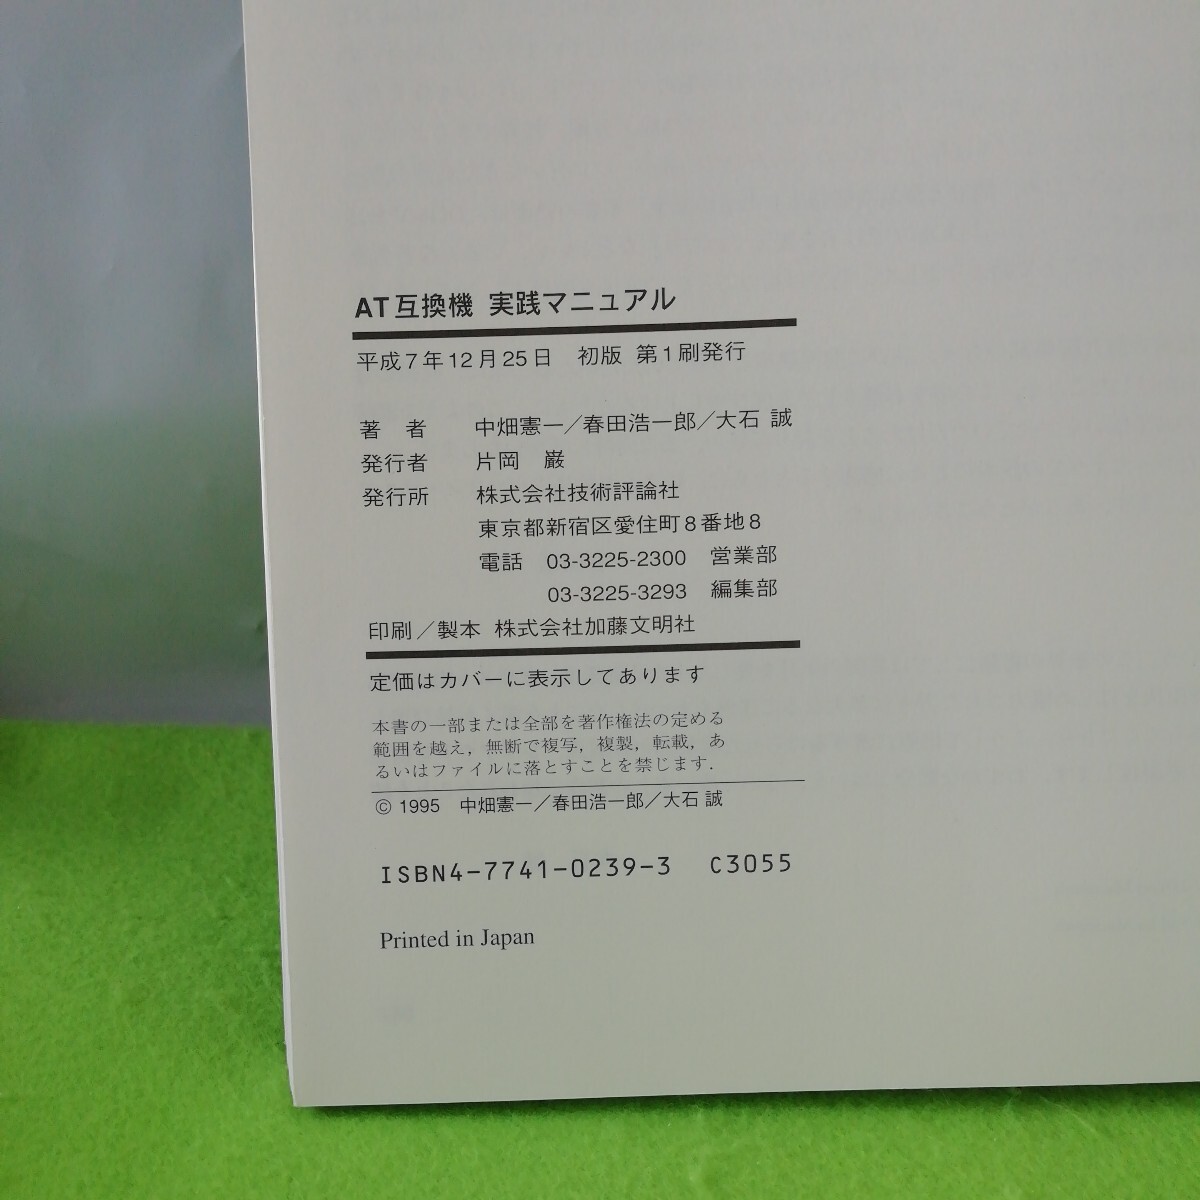 AT互換機 実践マニュアル
平成7年12月25日 初版 第1刷発行
著 者 中畑憲一／春田浩一郎／大石 誠
発行者 片岡 巌
発行所 株式会社技術評論社
東京都新宿区愛住町8番地8
電話 03-3225-2300 営業部
03-3225-3293 編集部
印刷／製本 株式会社加藤文明社
定価はカバーに表示してあります
本書の一部または全部を著作権法の定める
範囲を越え，無断で複写，複製，転載，あ
るいはファイルに落とすことを禁じます．
© 1995 中畑憲一／春田浩一郎／大石 誠
ISBN4-7741-0239-3 C3055
Printed in Japan